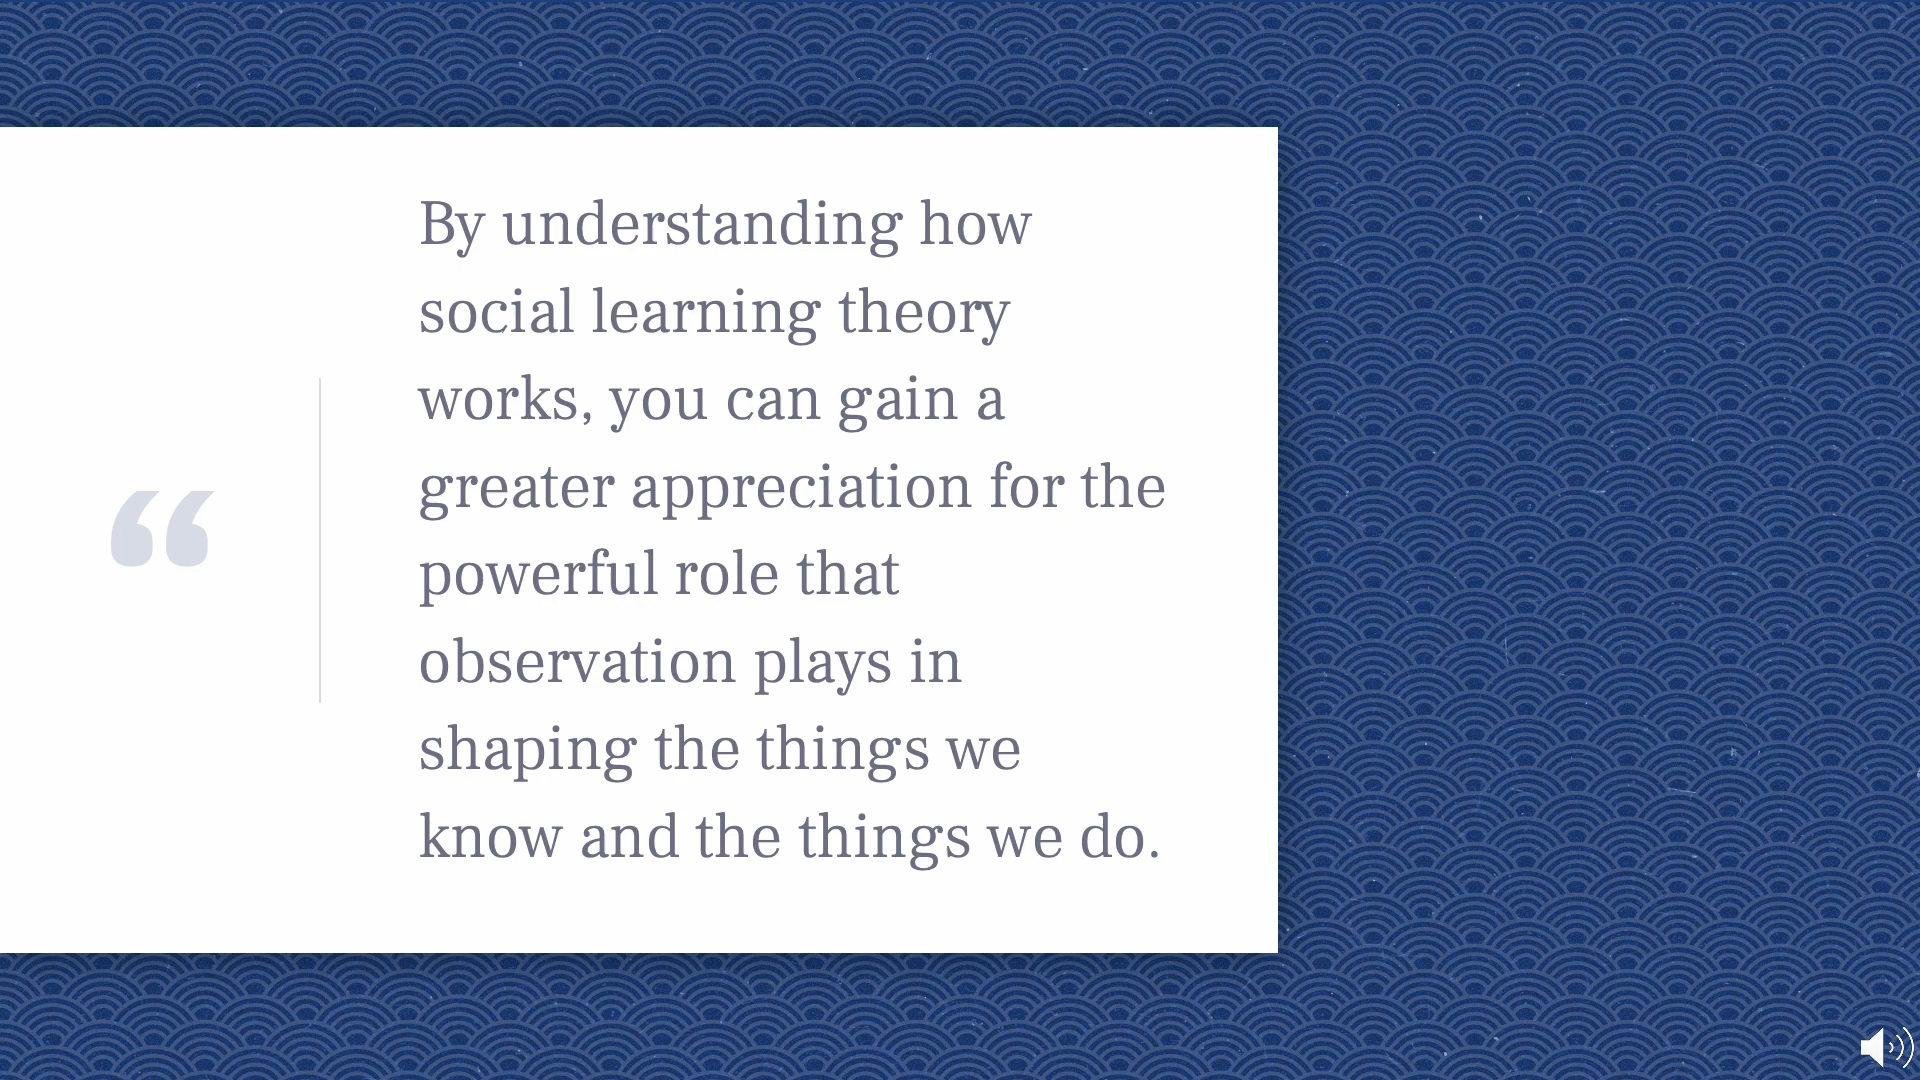 “
By understanding how
social learning theory
works, you can gain a
greater appreciation for the
powerful role that
observation plays in
shaping the things we
know and the things we do.